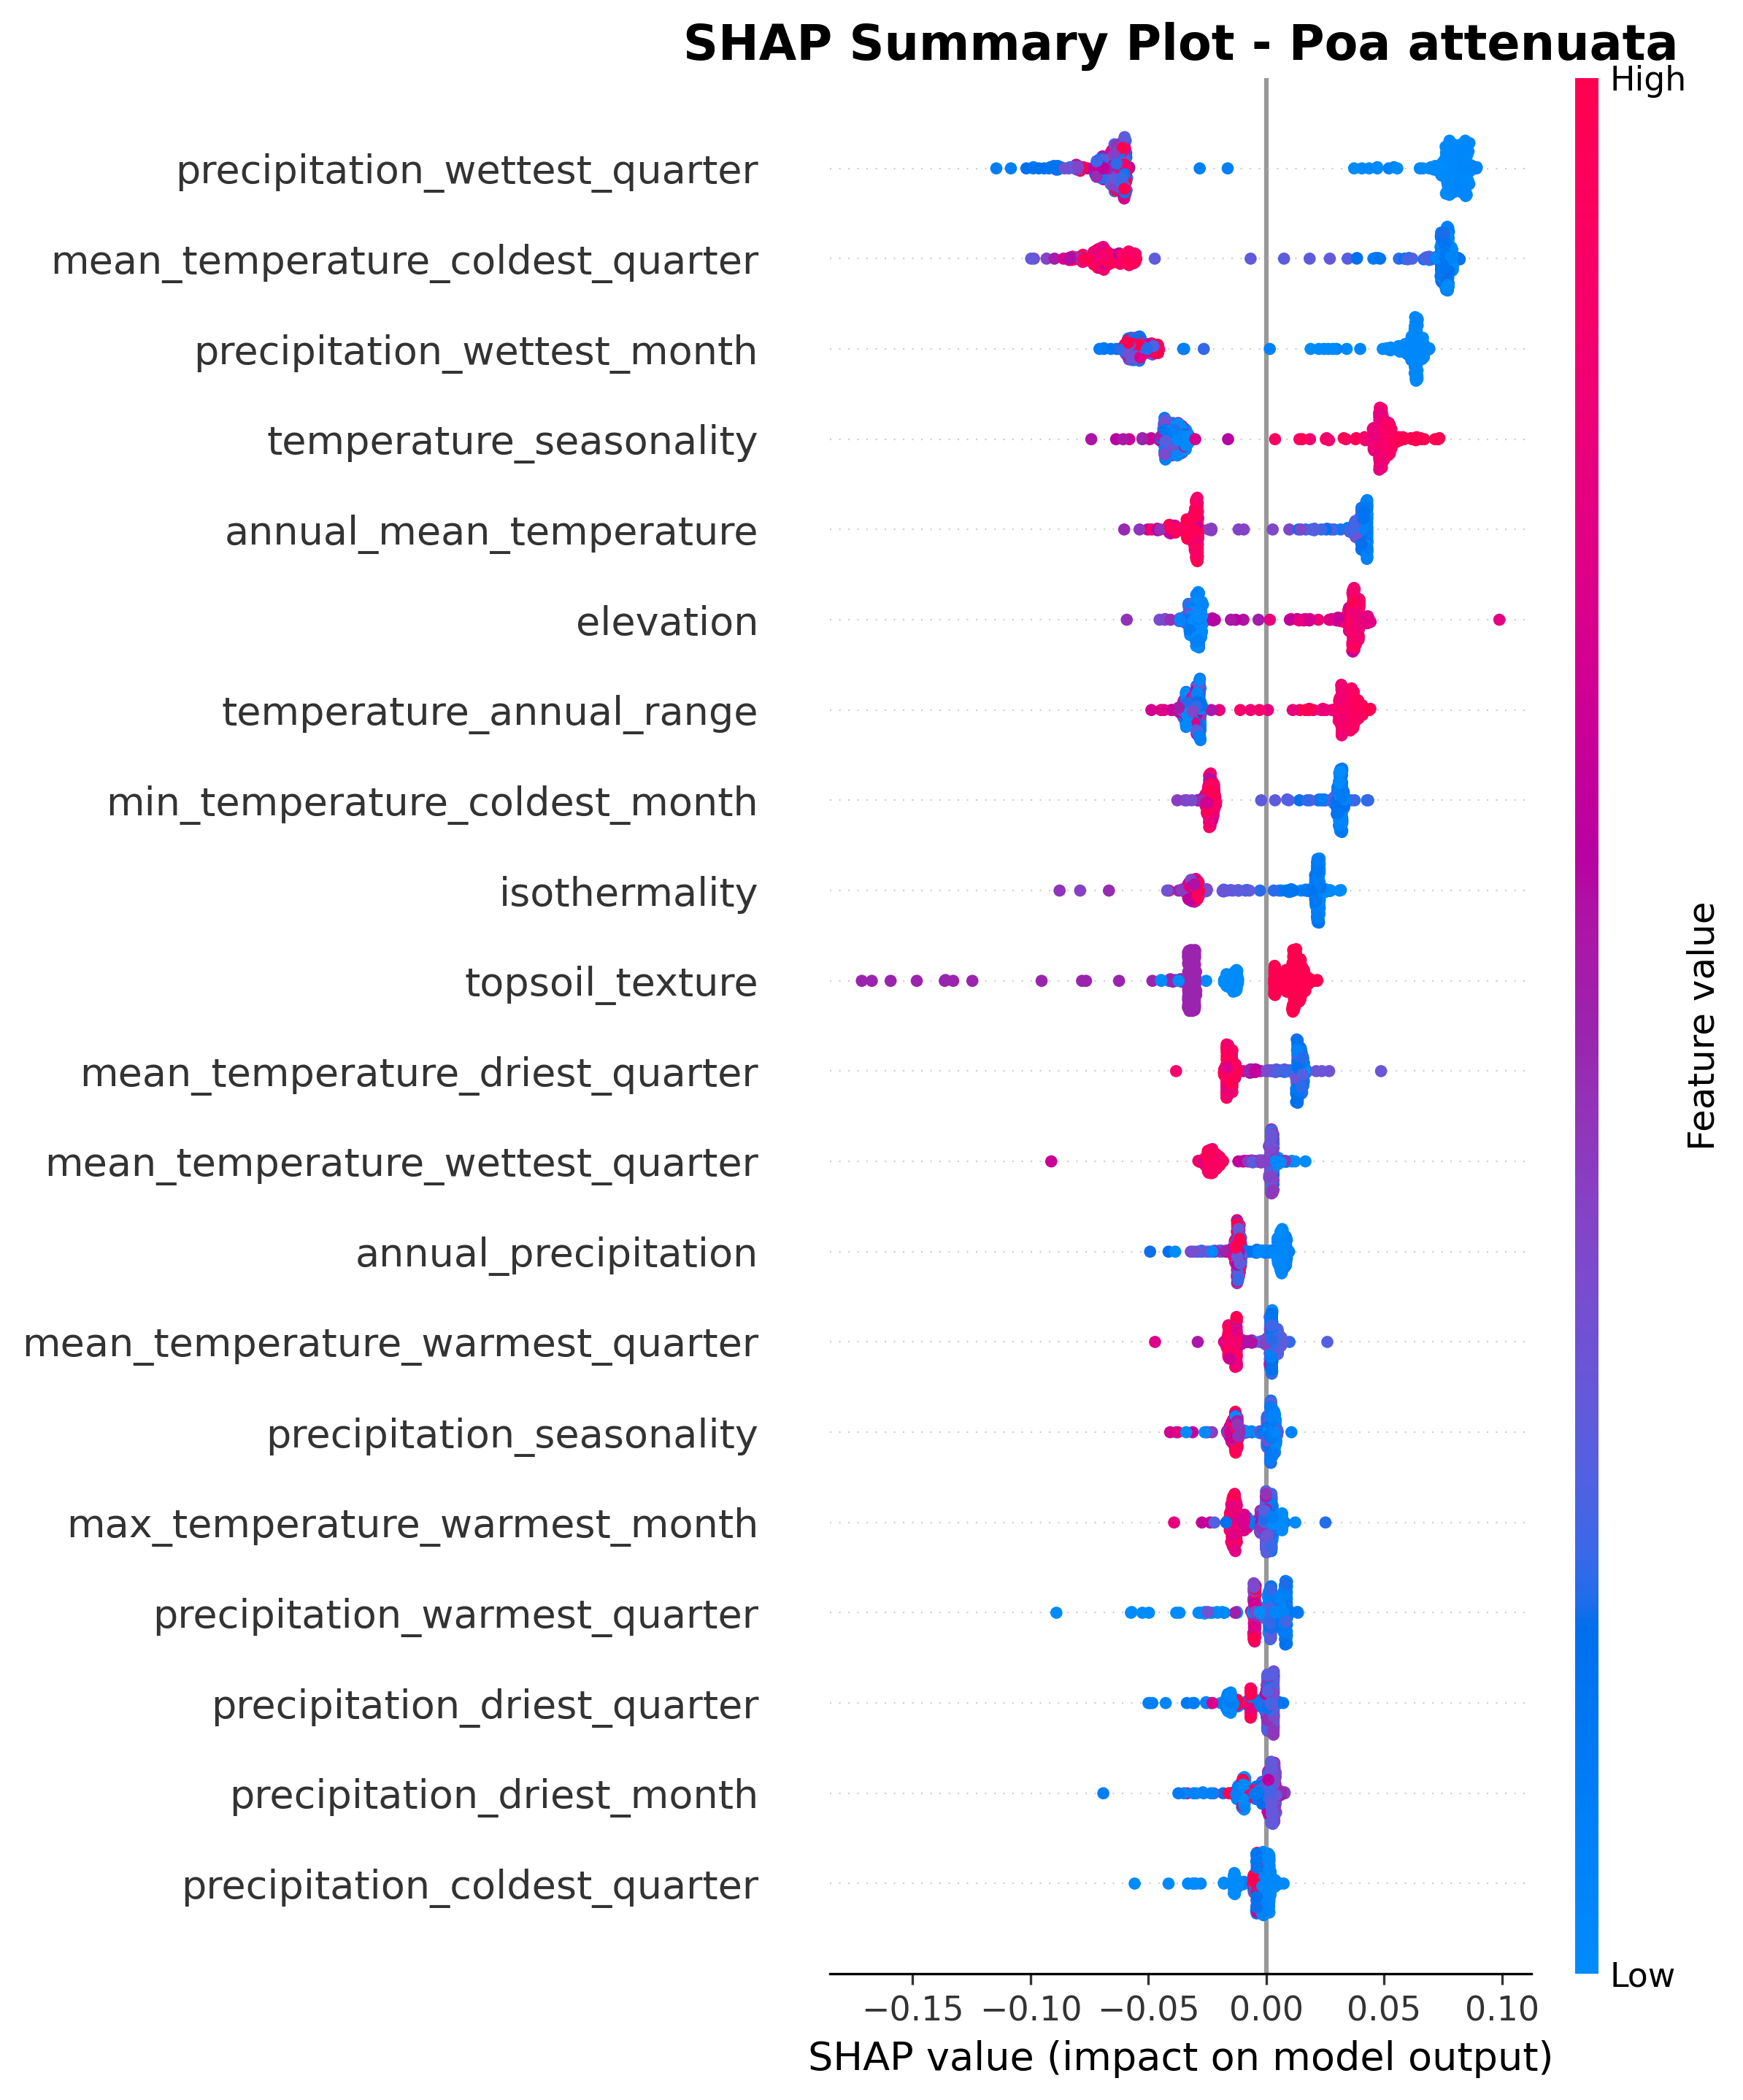 SHAP Summary Plot - Poa attenuata
High
precipitation_wettest_quarter
mean_temperature_coldest_quarter
precipitation_wettest_month
temperature_seasonality
annual_mean_temperature
elevation
temperature_annual_range
min_temperature_coldest_month
isothermality
topsoil_texture
mean_temperature_driest_quarter
mean_temperature_wettest_quarter
annual_precipitation
mean_temperature_warmest_quarter
precipitation_seasonality
max_temperature_warmest_month
precipitation_warmest_quarter
precipitation_driest_quarter
precipitation_driest_month
precipitation_coldest_quarter
Feature value
Low
−0.15 −0.10 −0.05 0.00 0.05 0.10
SHAP value (impact on model output)